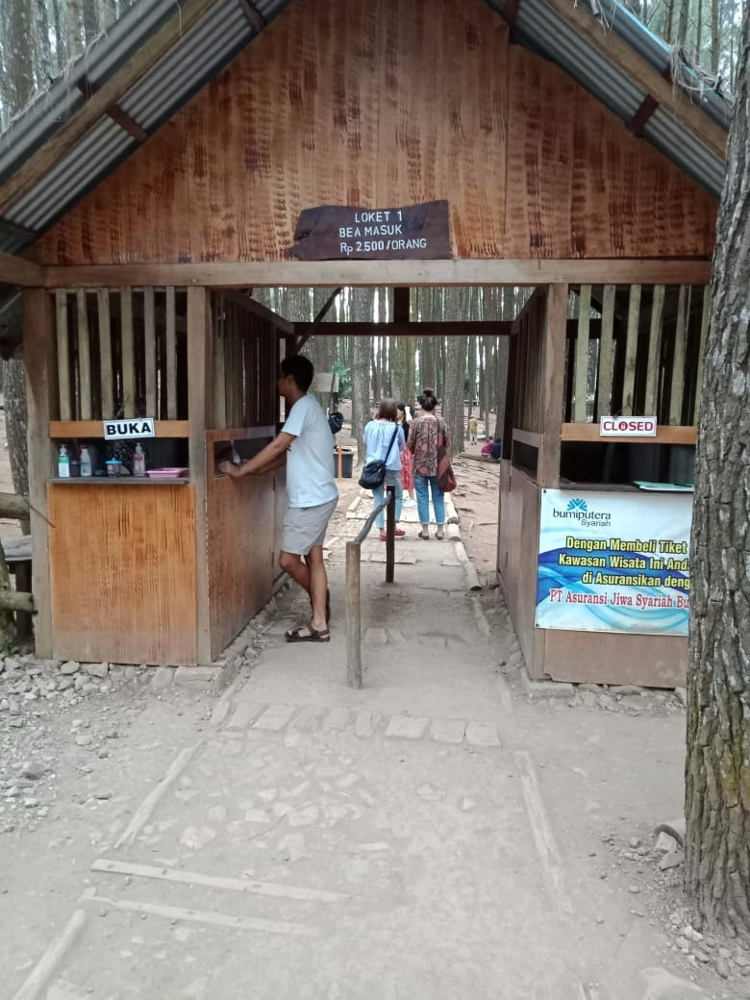 LOKET 1
BEA MASUK
Rp 2.500/ORANG
BUKA
CLOSED
bumiputera
Syariah
Dengan Membeli Tiket
Kawasan Wisata Ini Anda
di Asuransikan deng
PT Asuransi Jiwa Syariah Bu